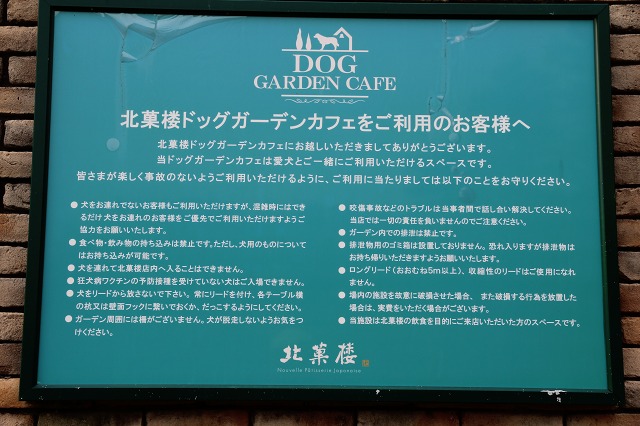 DOG
GARDEN CAFE
北菓楼ドッグガーデンカフェをご利用のお客様へ
北菓楼ドッグガーデンカフェにお越しいただきましてありがとうございます。
当ドッグガーデンカフェは愛犬とご一緒にご利用いただけるスペースです。
皆さまが楽しく事故のないようご利用いただけるように、ご利用に当たりましては以下のことをお守りください。
●犬をお連れでないお客様もご利用いただけますが、混雑時にはで
きるだけ犬をお連れのお客様をご優先でご利用いただけますようご
協力をお願いいたします。
●食べ物・飲み物の持ち込みは禁止です。ただし、犬用のものについて
はお持ち込みが可能です。
●犬を連れて北菓楼店内へ入ることはできません。
●狂犬病ワクチンの予防接種を受けていない犬はご入場できません。
●犬をリードから放さないで下さい。常にリードを付け、各テーブル横
の杭又は壁面フックに繋いでおくか、だっこするようにしてください。
●ガーデン周囲には柵がございません。犬が脱走しないようお気をつ
けください。
●咬傷事故などのトラブルは当事者間で話し合い解決してください。
当店では一切の責任を負いませんのでご注意ください。
●ガーデン内での排泄は禁止です。
●排泄物用のゴミ箱は設置しておりません。恐れ入りますが排泄物は
お持ち帰りいただきますようお願いいたします。
●ロングリード（おおむね5m以上）、収縮性のリードはご使用になれ
ません。
●場内の施設を故意に破損させた場合、また破損する行為を放置した
場合は、実費をいただく場合がございます。
●当施設は北菓楼の飲食を目的にご来店いただいた方のスペースです。
北菓楼
Nouvelle Pâtisserie Japonaise